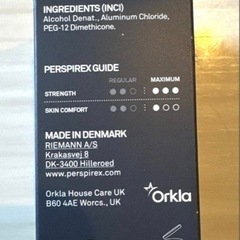 INGREDIENTS (INCI)
Alcohol Denat., Aluminum Chloride,
PEG-12 Dimethicone.
PERSPIREX GUIDE
REGULAR MAXIMUM
STRENGTH
SKIN COMFORT
MADE IN DENMARK
RIEMANN A/S
Krakasvej 8
DK-3400 Hilleroed
www.perspirex.com
Orkla House Care UK
B60 4AE Worcs., UK
Orkla